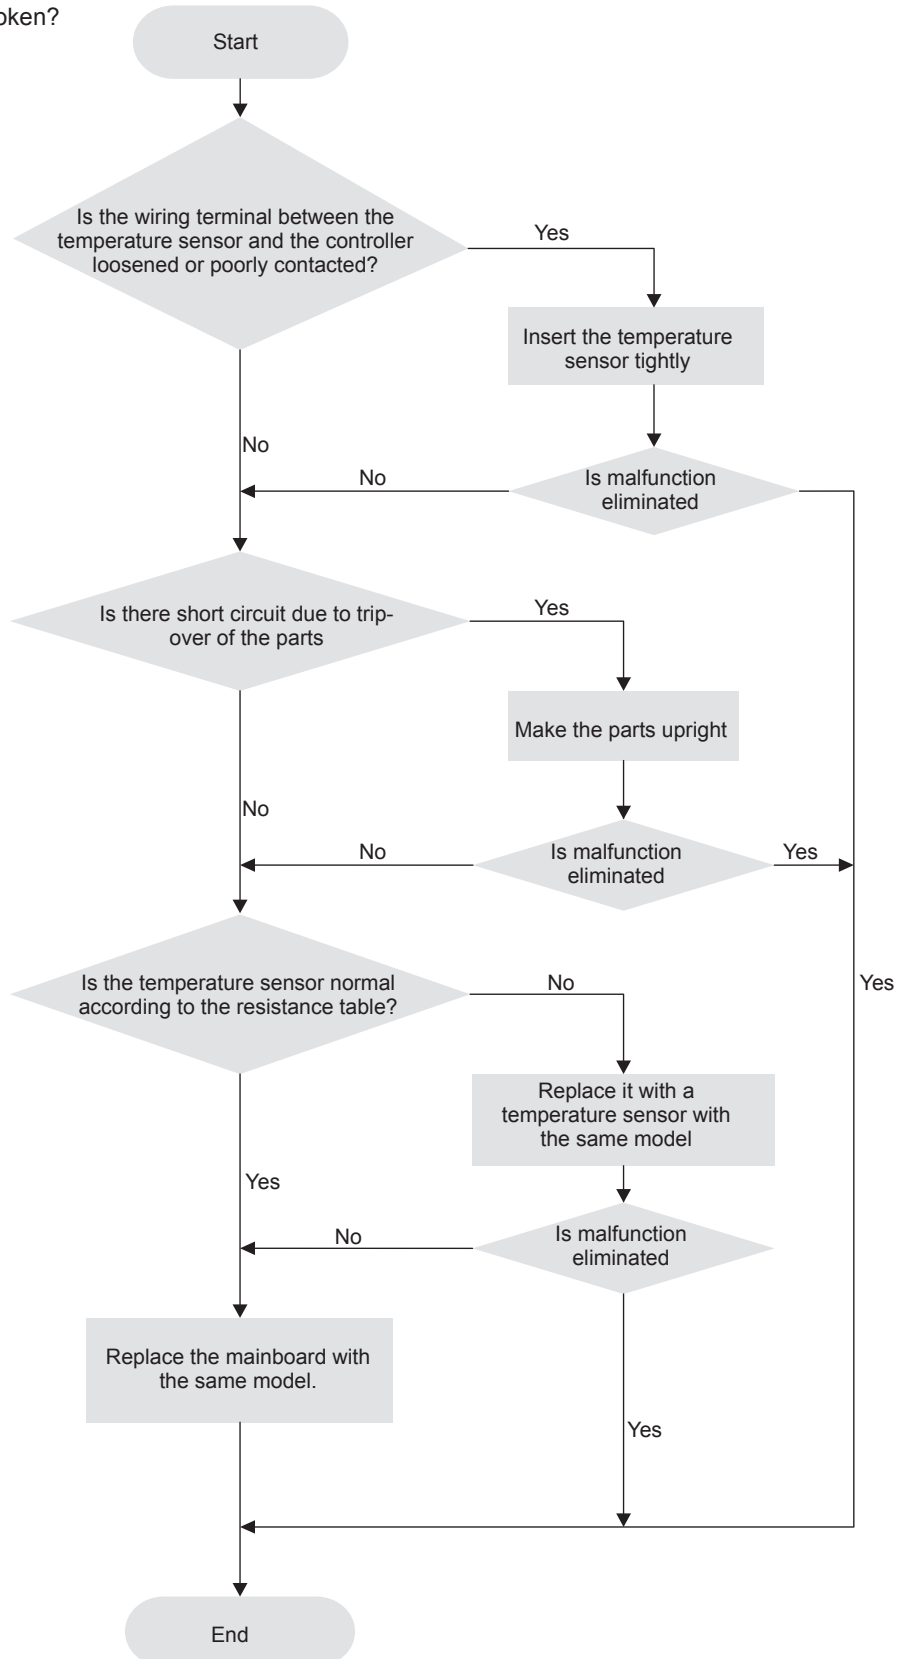 oken?
Start
Is the wiring terminal between the
temperature sensor and the controller
loosened or poorly contacted?
Yes
Insert the temperature
sensor tightly
No
Is malfunction
eliminated
No
Is there short circuit due to trip-
over of the parts
Yes
Make the parts upright
No
Is malfunction
eliminated
No
Yes
Is the temperature sensor normal
according to the resistance table?
No
Yes
Replace it with a
temperature sensor with
the same model
Yes
Is malfunction
eliminated
No
Replace the mainboard with
the same model.
Yes
End